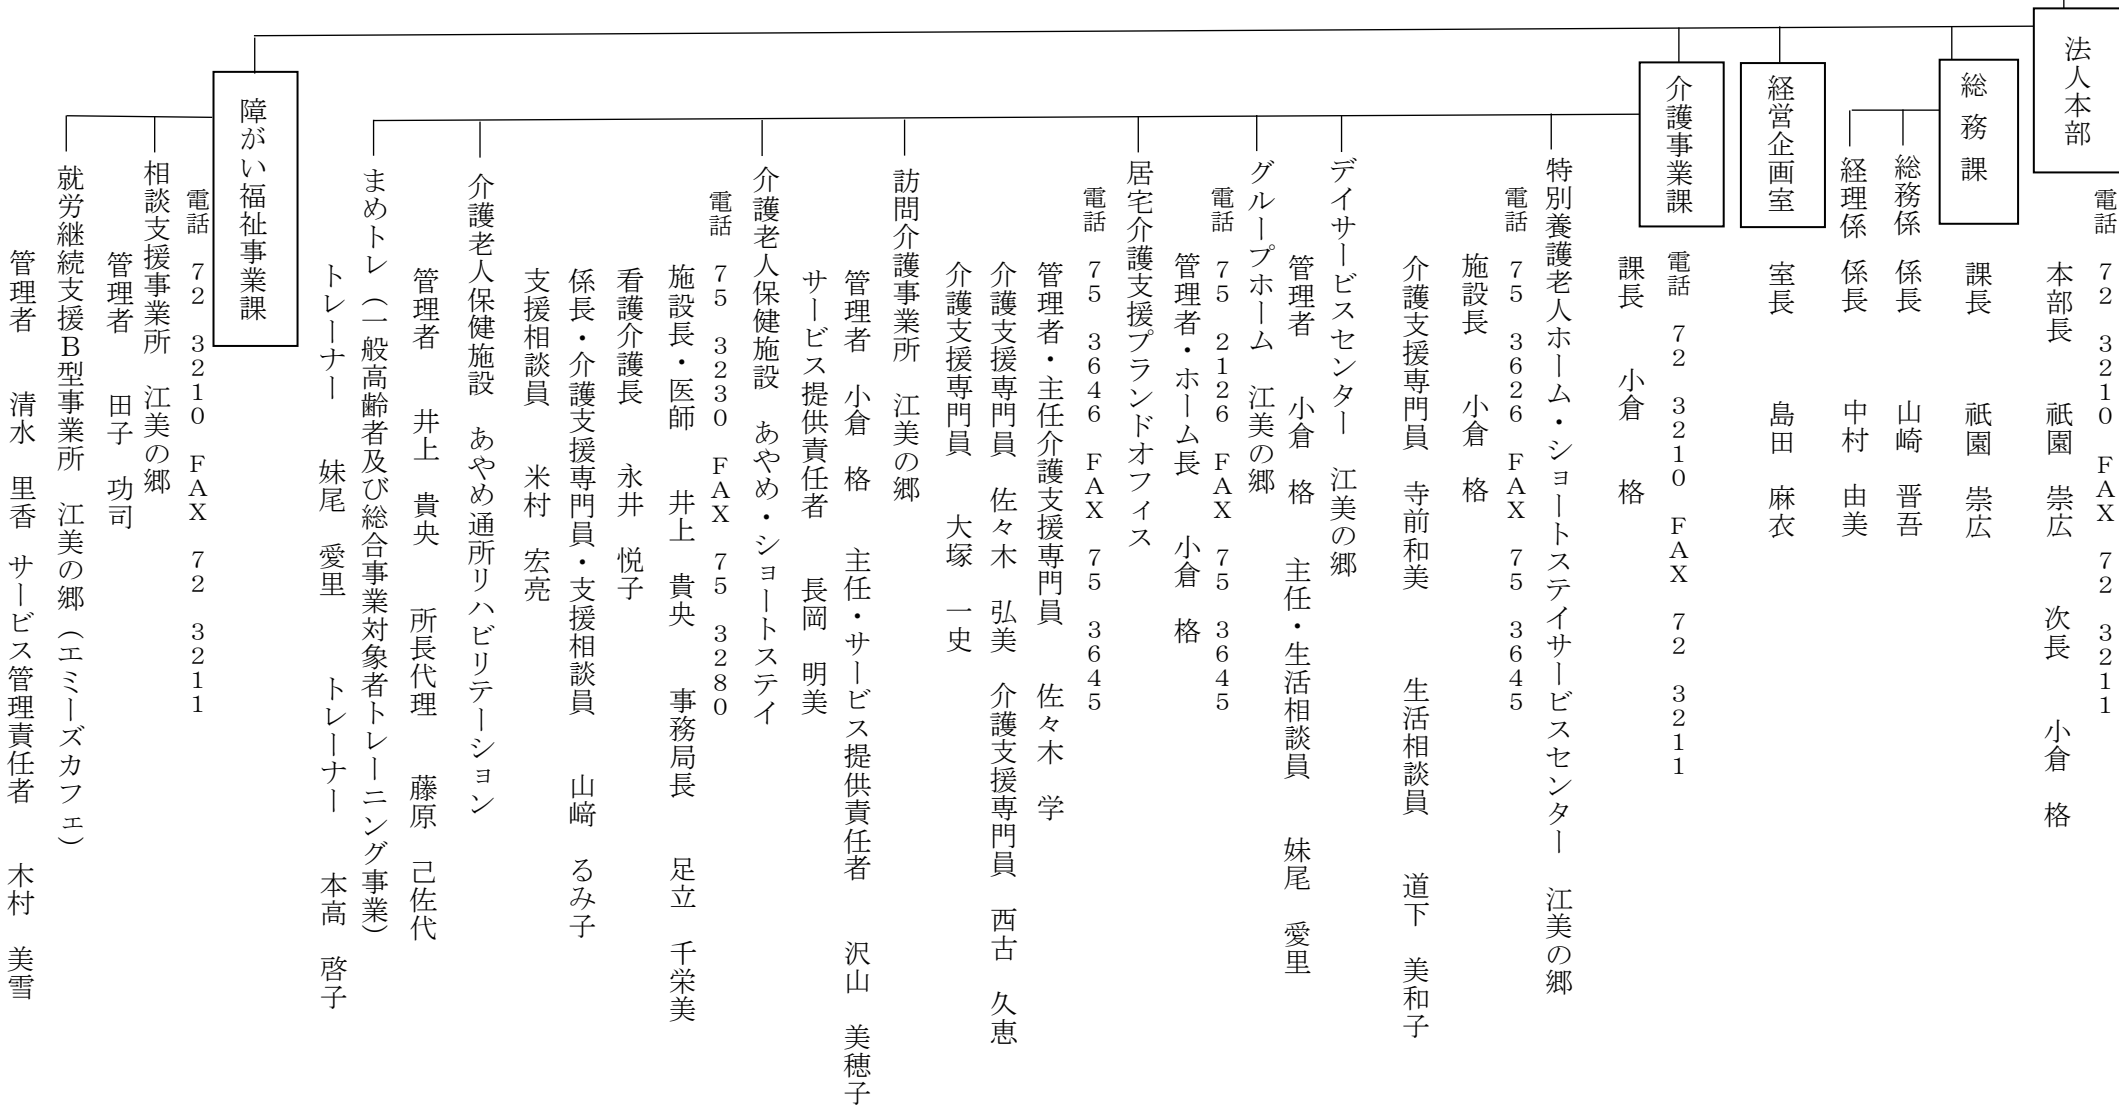 法人本部
電話 72 3210 FAX 72 3211
本部長 祇園 崇広 次長 小倉 格
総務課
課長 祇園 崇広
総務係 係長 山崎 晋吾
経理係 係長 中村 由美
経営企画室
室長 島田 麻衣
介護事業課
電話 72 3210 FAX 72 3211
課長 小倉 格
特別養護老人ホーム・ショートステイサービスセンター 江美の郷
電話 75 3626 FAX 75 3645
施設長 小倉 格
介護支援専門員 寺前和美 生活相談員 道下 美和子
デイサービスセンター 江美の郷
管理者 小倉 格 主任・生活相談員 妹尾 愛里
グループホーム 江美の郷
電話 75 2126 FAX 75 3645
管理者・ホーム長 小倉 格
居宅介護支援プランドオフィス
電話 75 3646 FAX 75 3645
管理者・主任介護支援専門員 佐々木 学
介護支援専門員 佐々木 弘美 介護支援専門員 西古 久恵
介護支援専門員 大塚 一史
訪問介護事業所 江美の郷
管理者 小倉 格 主任・サービス提供責任者 沢山 美穂子
サービス提供責任者 長岡 明美
介護老人保健施設 あやめ・ショートステイ
電話 75 3230 FAX 75 3280
施設長・医師 井上 貴央 事務局長 足立 千栄美
看護介護長 永井 悦子
係長・介護支援専門員・支援相談員 山﨑 るみ子
支援相談員 米村 宏亮
介護老人保健施設 あやめ通所リハビリテーション
管理者 井上 貴央 所長代理 藤原 己佐代
まめトレ（一般高齢者及び総合事業対象者トレーニング事業）
トレーナー 妹尾 愛里 トレーナー 本高 啓子
障がい福祉事業課
電話 72 3210 FAX 72 3211
相談支援事業所 江美の郷
管理者 田子 功司
就労継続支援Ｂ型事業所 江美の郷（エミーズカフェ）
管理者 清水 里香 サービス管理責任者 木村 美雪